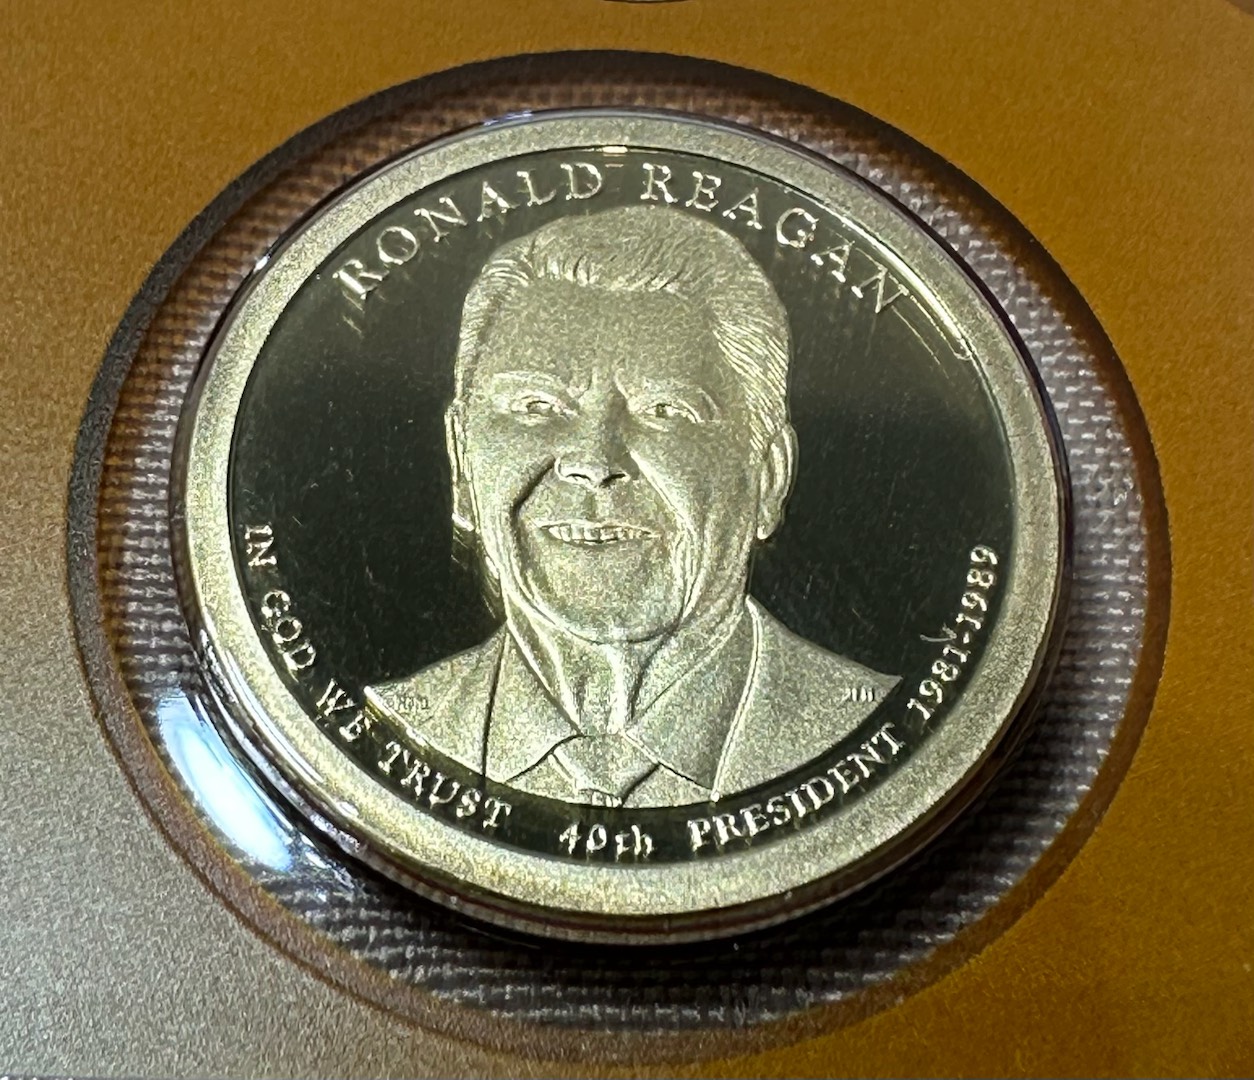 RONALD REAGAN
IN GOD WE TRUST 40th PRESIDENT 1981-1989